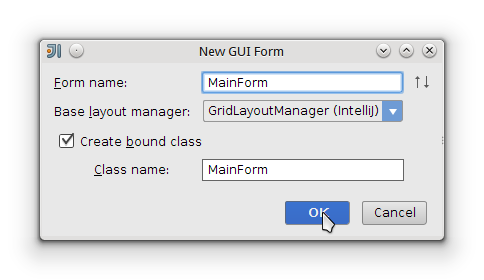 New GUI Form
Form name: MainForm
Base layout manager: GridLayoutManager (IntelliJ)
Create bound class
Class name: MainForm
OK Cancel